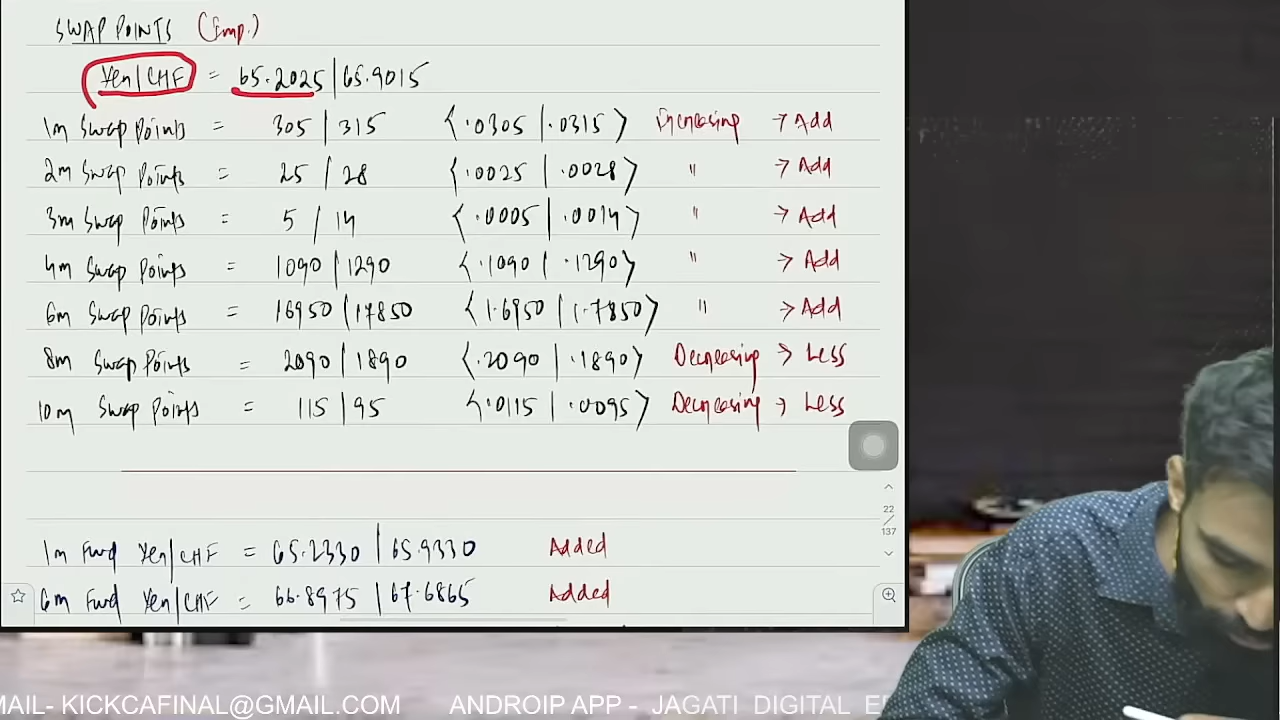 SWAP POINTS (Imp.)
Yen/CHF = 65.2025 | 65.9015
1m Swap Points = 305 | 315 <.0305 | .0315> Increasing → Add
2m Swap Points = 25 / 28 <.0025 | .0028> " → Add
3m Swap Points = 5 / 14 <.0005 | .0014> " → Add
4m Swap Points = 1090 | 1290 <.1090 | .1290> " → Add
6m Swap Points = 16950 | 17850 <1.6950 | 1.7850> " → Add
8m Swap Points = 2090 | 1890 <.2090 | .1890> Decreasing → Less
10m Swap Points = 115 | 95 <.0115 | .0095> Decreasing → Less
22
/
137
1m Fwd Yen/CHF = 65.2330 | 65.9330 Added
6m Fwd Yen/CHF = 66.8975 | 67.6865 Added
MAIL- KICKCAFINAL@GMAIL.COM ANDROIP APP - JAGATI DIGITAL E